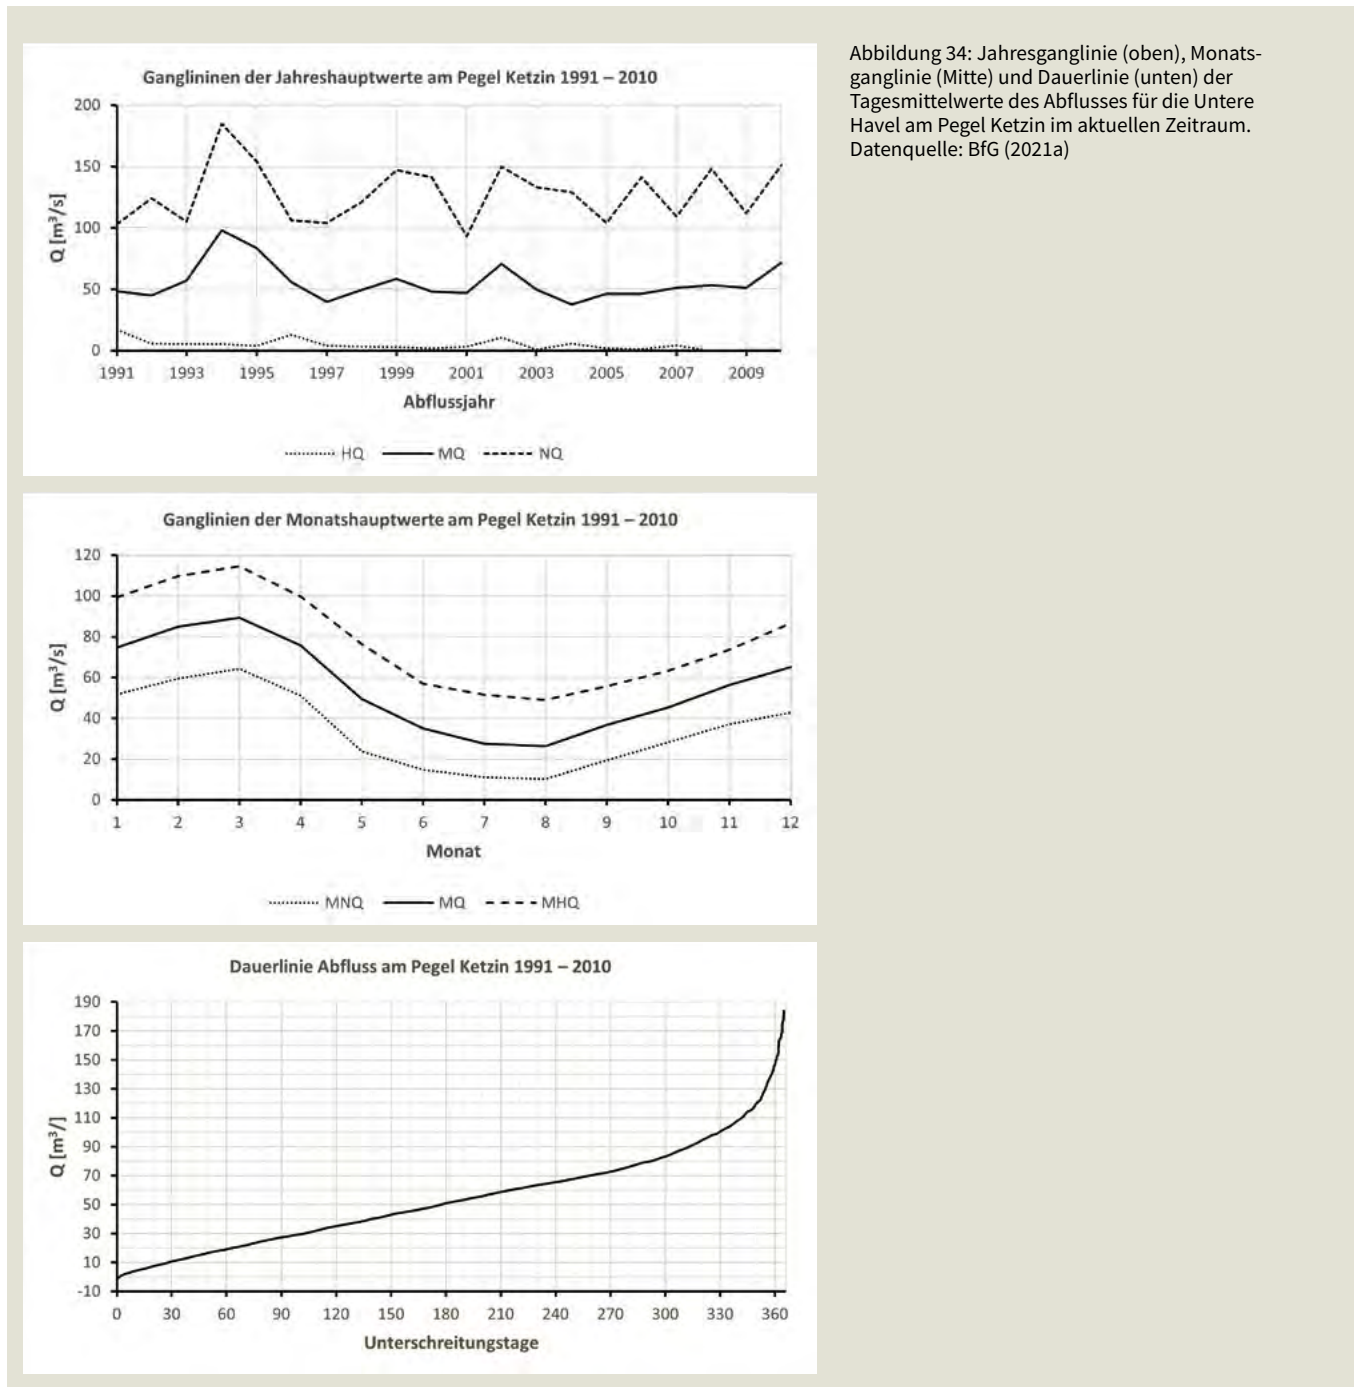 Ganglininen der Jahreshauptwerte am Pegel Ketzin 1991 – 2010
200
150
100
50
0
Q [m³/s]
1991 1993 1995 1997 1999 2001 2003 2005 2007 2009
Abflussjahr
HQ MQ NQ
Abbildung 34: Jahresganglinie (oben), Monats-
ganglinie (Mitte) und Dauerlinie (unten) der
Tagesmittelwerte des Abflusses für die Untere
Havel am Pegel Ketzin im aktuellen Zeitraum.
Datenquelle: BfG (2021a)
Ganglinien der Monatshauptwerte am Pegel Ketzin 1991 – 2010
120
100
80
60
40
20
0
Q [m³/s]
1 2 3 4 5 6 7 8 9 10 11 12
Monat
MNQ MQ MHQ
Dauerlinie Abfluss am Pegel Ketzin 1991 – 2010
190
170
150
130
110
90
70
50
30
10
-10
Q [m³/]
0 30 60 90 120 150 180 210 240 270 300 330 360
Unterschreitungstage